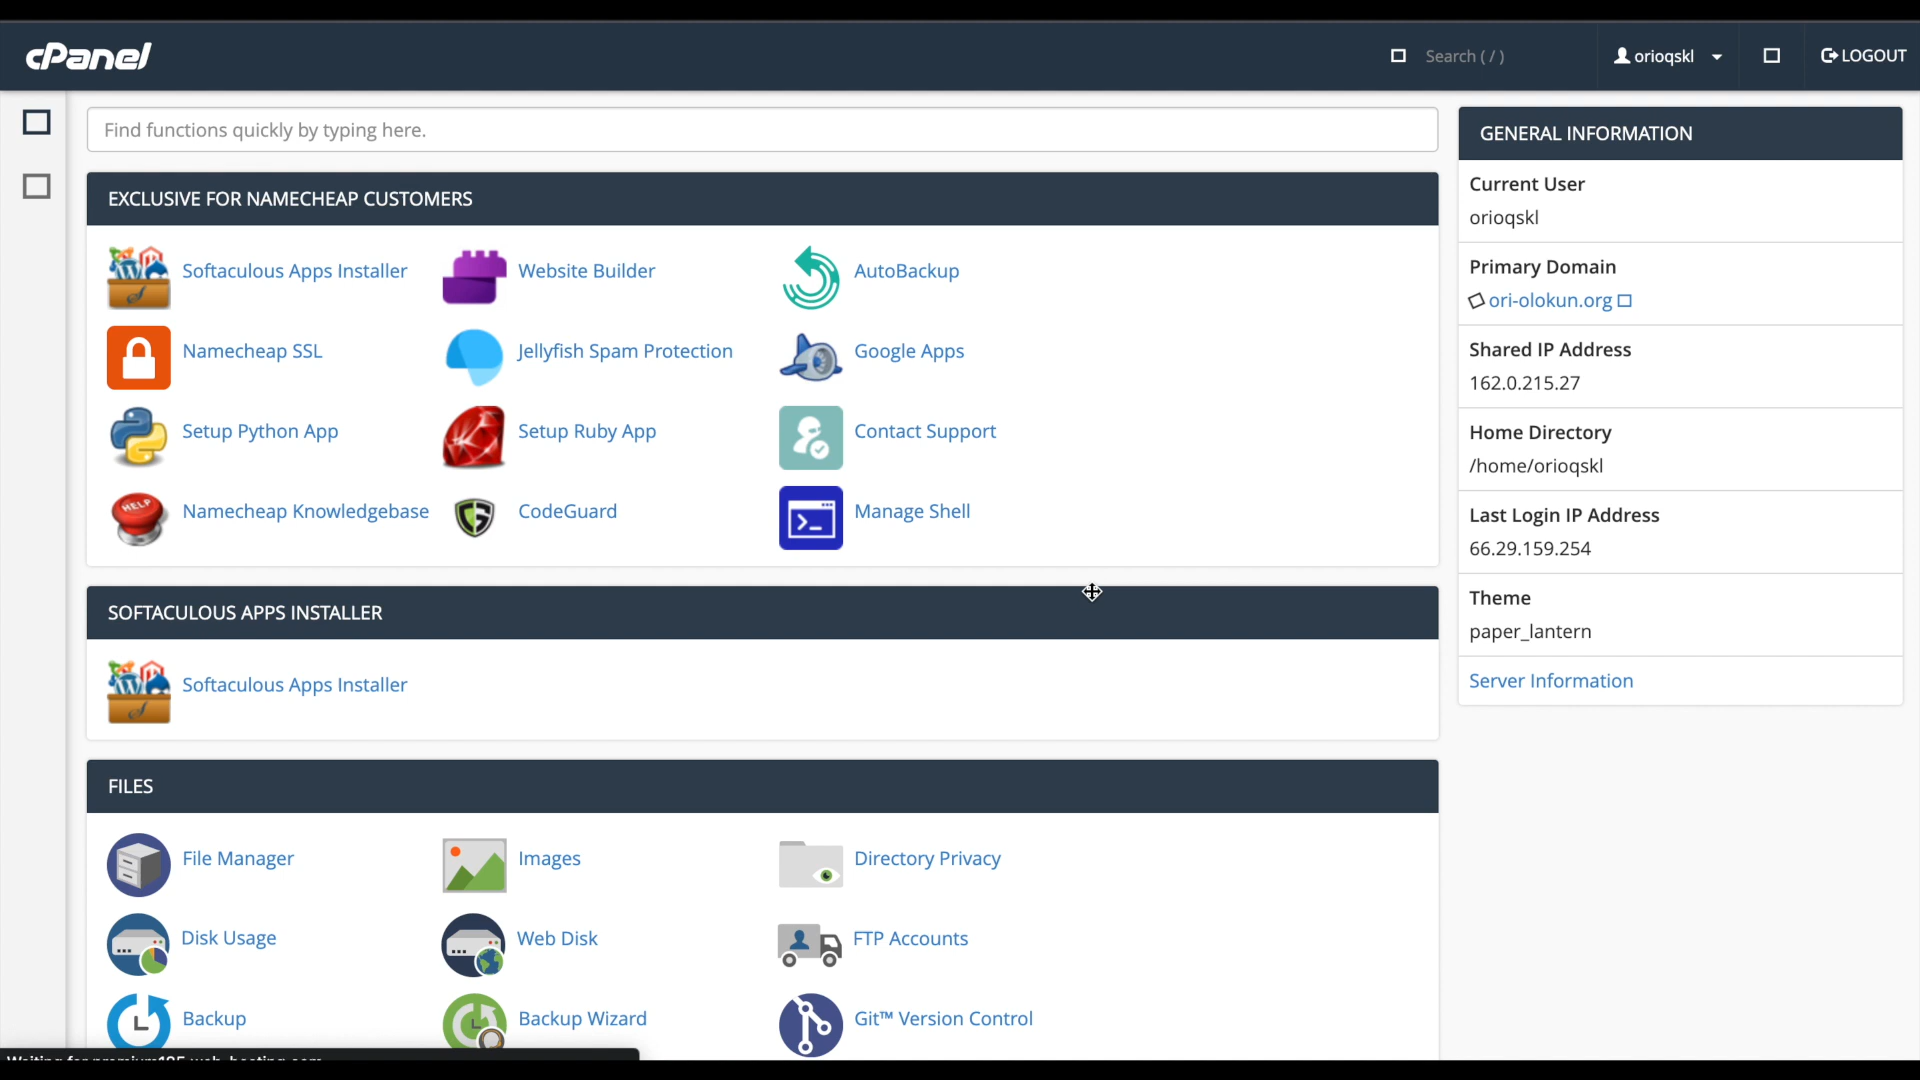 cPanel
Search ( / )
orioqskl
LOGOUT
Find functions quickly by typing here.
EXCLUSIVE FOR NAMECHEAP CUSTOMERS
Softaculous Apps Installer
Website Builder
AutoBackup
Namecheap SSL
Jellyfish Spam Protection
Google Apps
Setup Python App
Setup Ruby App
Contact Support
HELP
Namecheap Knowledgebase
CodeGuard
Manage Shell
SOFTACULOUS APPS INSTALLER
Softaculous Apps Installer
FILES
File Manager
Images
Directory Privacy
Disk Usage
Web Disk
FTP Accounts
Backup
Backup Wizard
Git™ Version Control
GENERAL INFORMATION
Current User
orioqskl
Primary Domain
ori-olokun.org
Shared IP Address
162.0.215.27
Home Directory
/home/orioqskl
Last Login IP Address
66.29.159.254
Theme
paper_lantern
Server Information